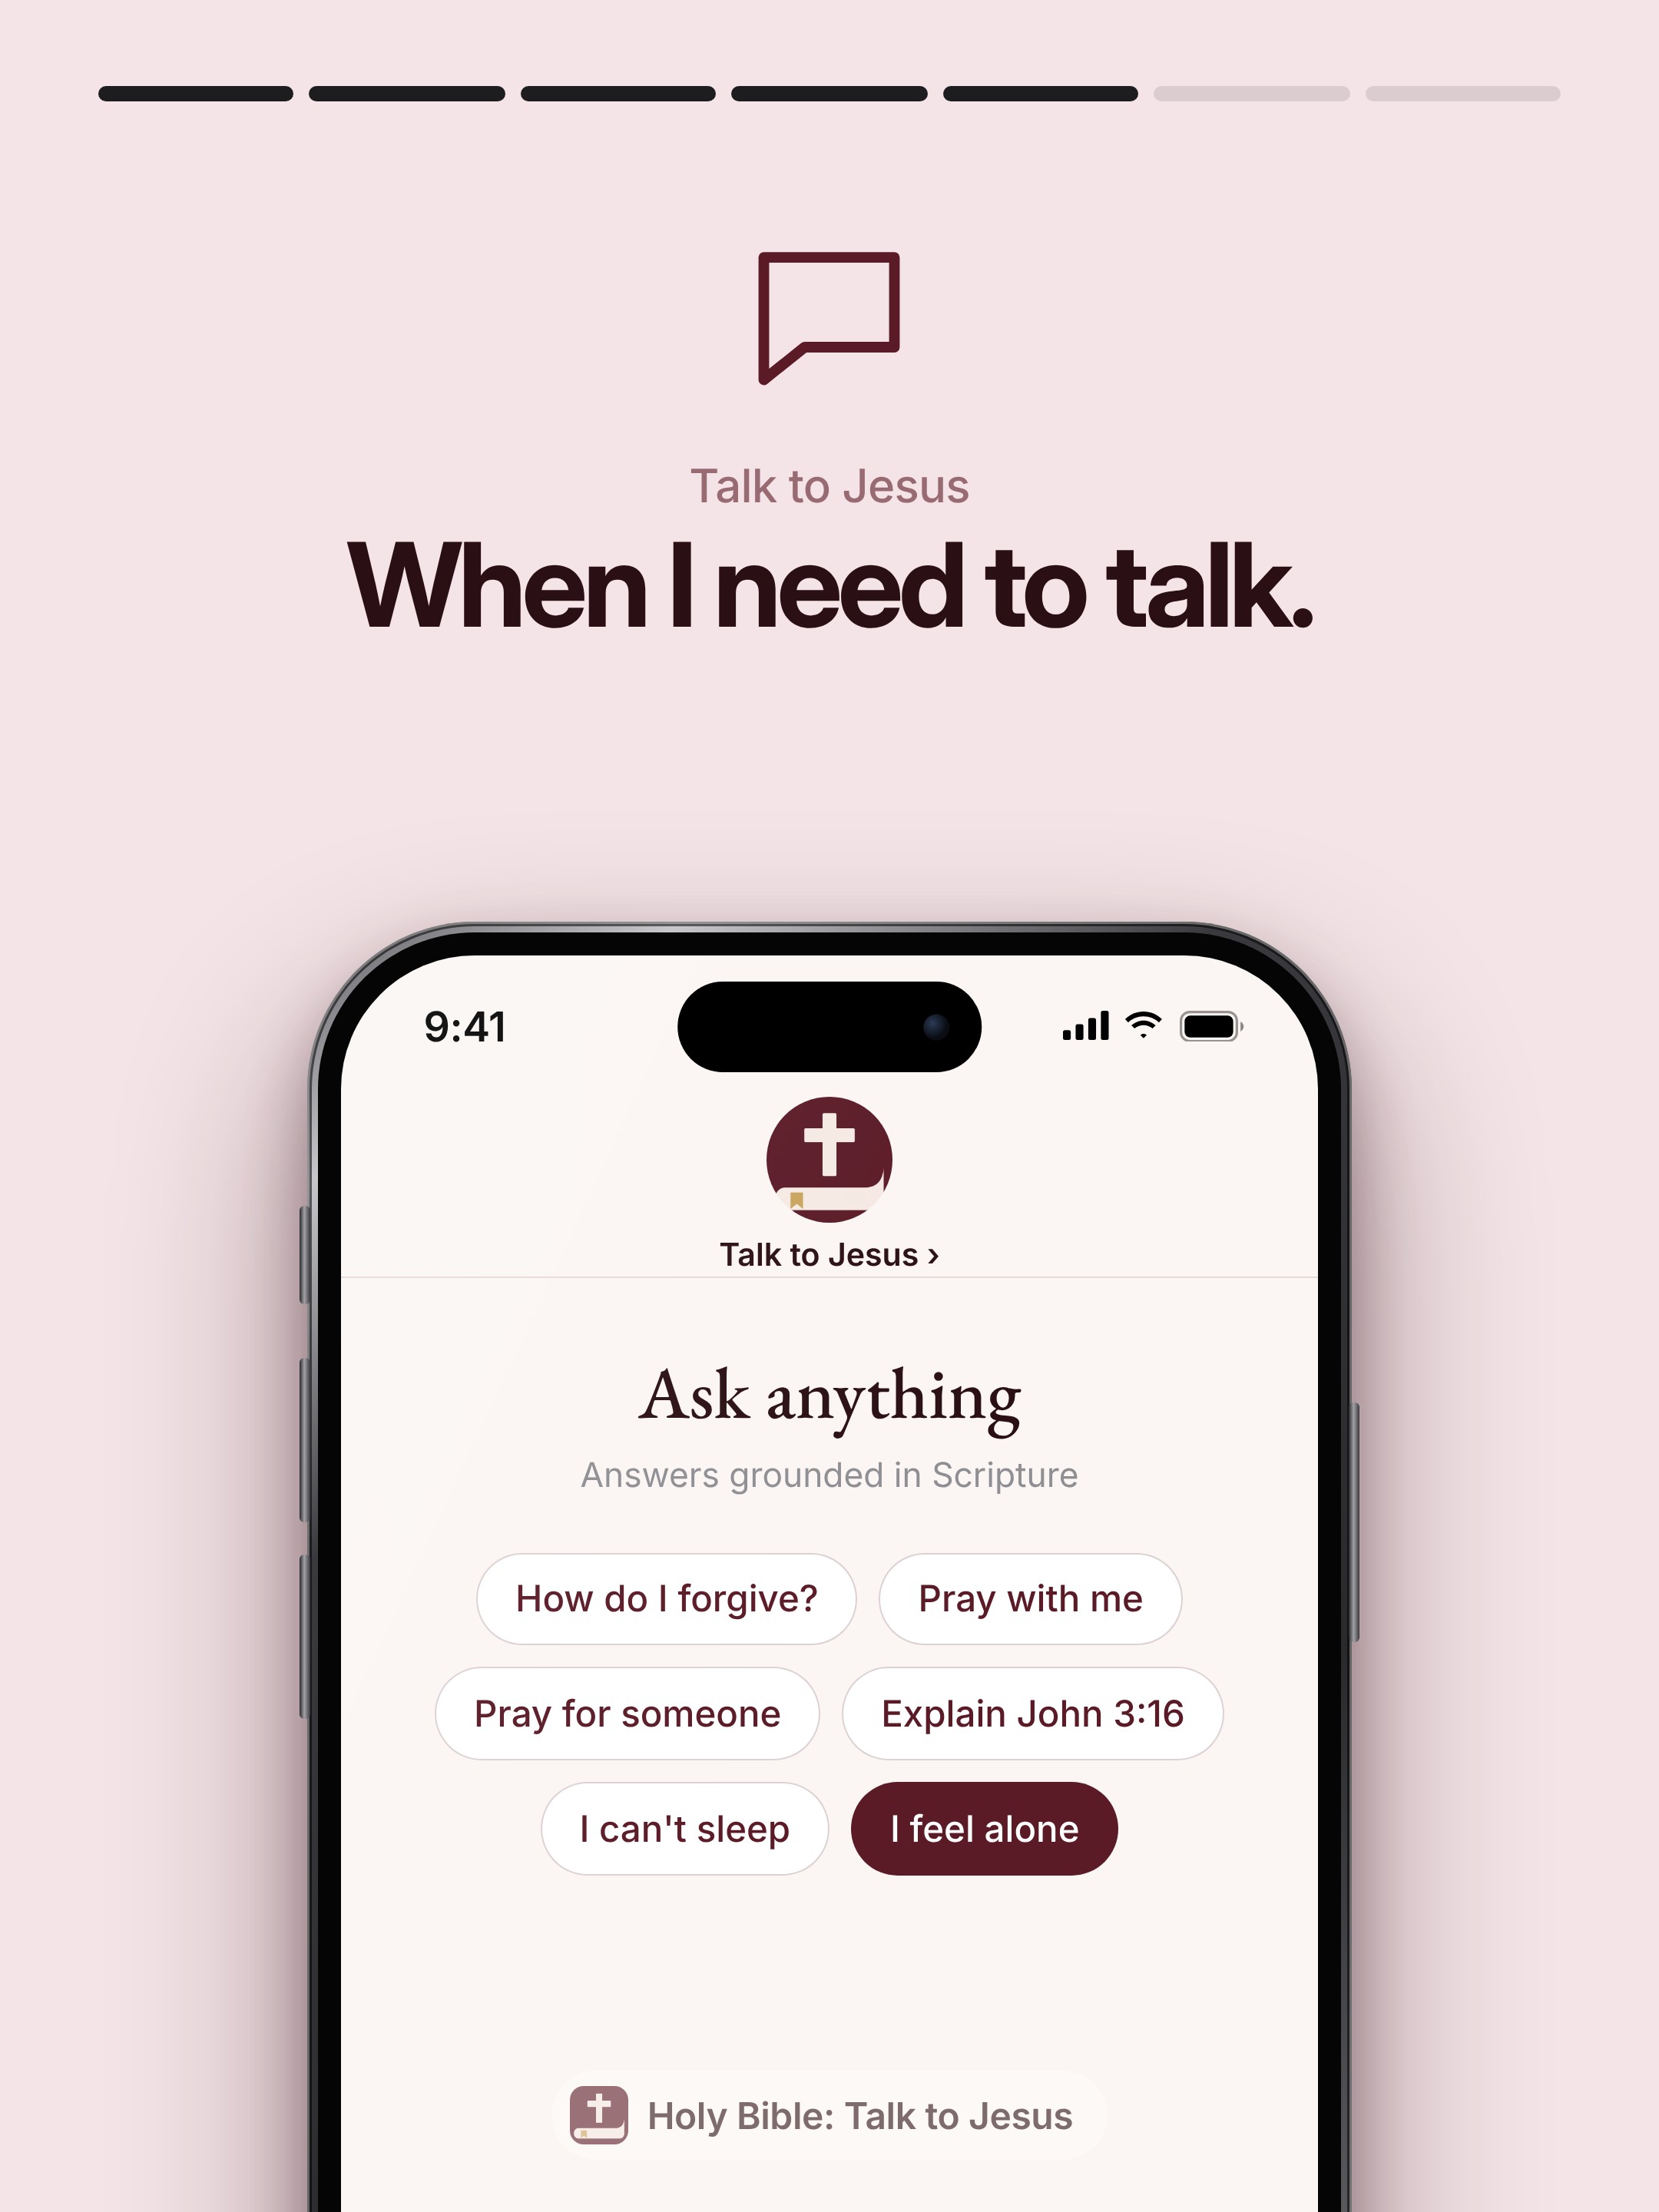 Talk to Jesus
When I need to talk.
9:41
Talk to Jesus ›
Ask anything
Answers grounded in Scripture
How do I forgive? Pray with me
Pray for someone Explain John 3:16
I can't sleep I feel alone
Holy Bible: Talk to Jesus